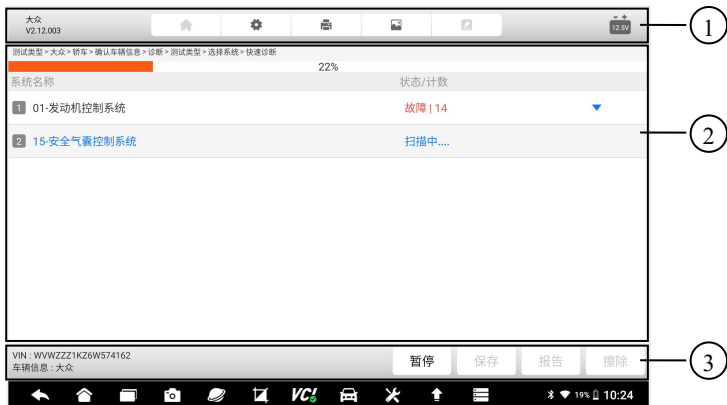 大众
V2.12.003
12.5V
①
测试类型 > 大众 > 轿车 > 确认车辆信息 > 诊断 > 测试类型 > 选择系统 > 快速诊断
22%
系统名称 状态/计数
1 01-发动机控制系统 故障 | 14
②
2 15-安全气囊控制系统 扫描中....
VIN : WVWZZZ1KZ6W574162
车辆信息 : 大众
暂停 保存 报告 擦除
③
VCI 19% 10:24